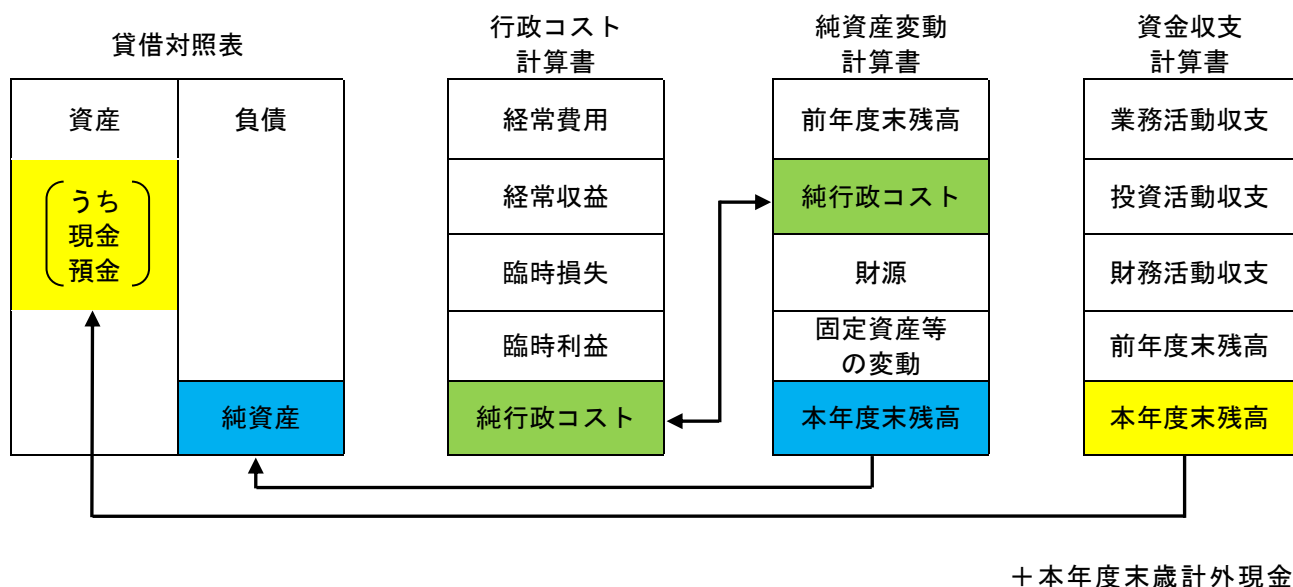 貸借対照表
資産
負債
うち
現金
預金
純資産
行政コスト
計算書
経常費用
経常収益
臨時損失
臨時利益
純行政コスト
純資産変動
計算書
前年度末残高
純行政コスト
財源
固定資産等
の変動
本年度末残高
資金収支
計算書
業務活動収支
投資活動収支
財務活動収支
前年度末残高
本年度末残高
＋本年度末歳計外現金